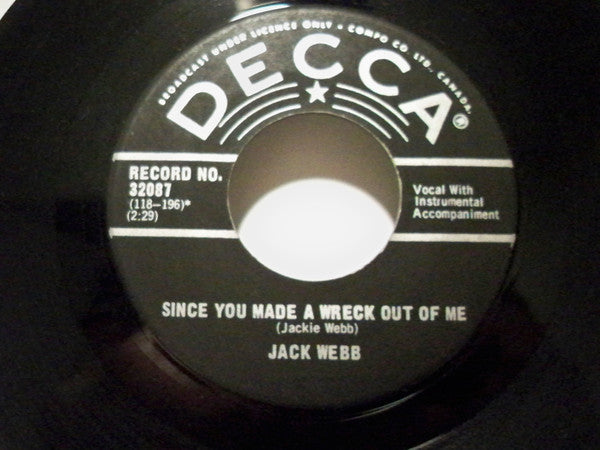 BROADCAST UNDER LICENCE ONLY • COMPO CO. LTD., CANADA.
DECCA®
RECORD NO.
32087
(118–196)*
(2:29)
Vocal With
Instrumental
Accompaniment
SINCE YOU MADE A WRECK OUT OF ME
(Jackie Webb)
JACK WEBB